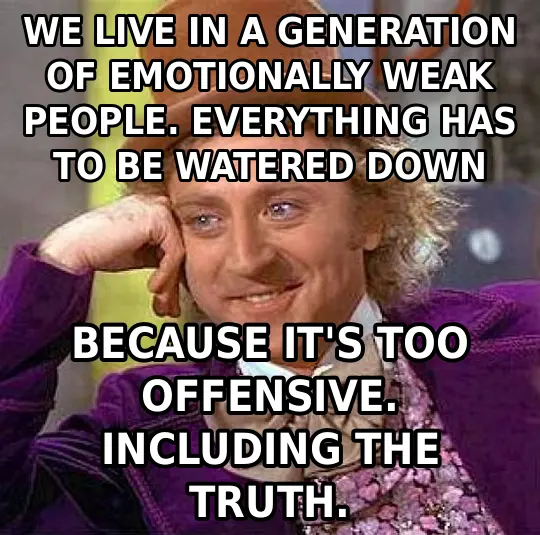 WE LIVE IN A GENERATION
OF EMOTIONALLY WEAK
PEOPLE. EVERYTHING HAS
TO BE WATERED DOWN
BECAUSE IT'S TOO
OFFENSIVE.
INCLUDING THE
TRUTH.